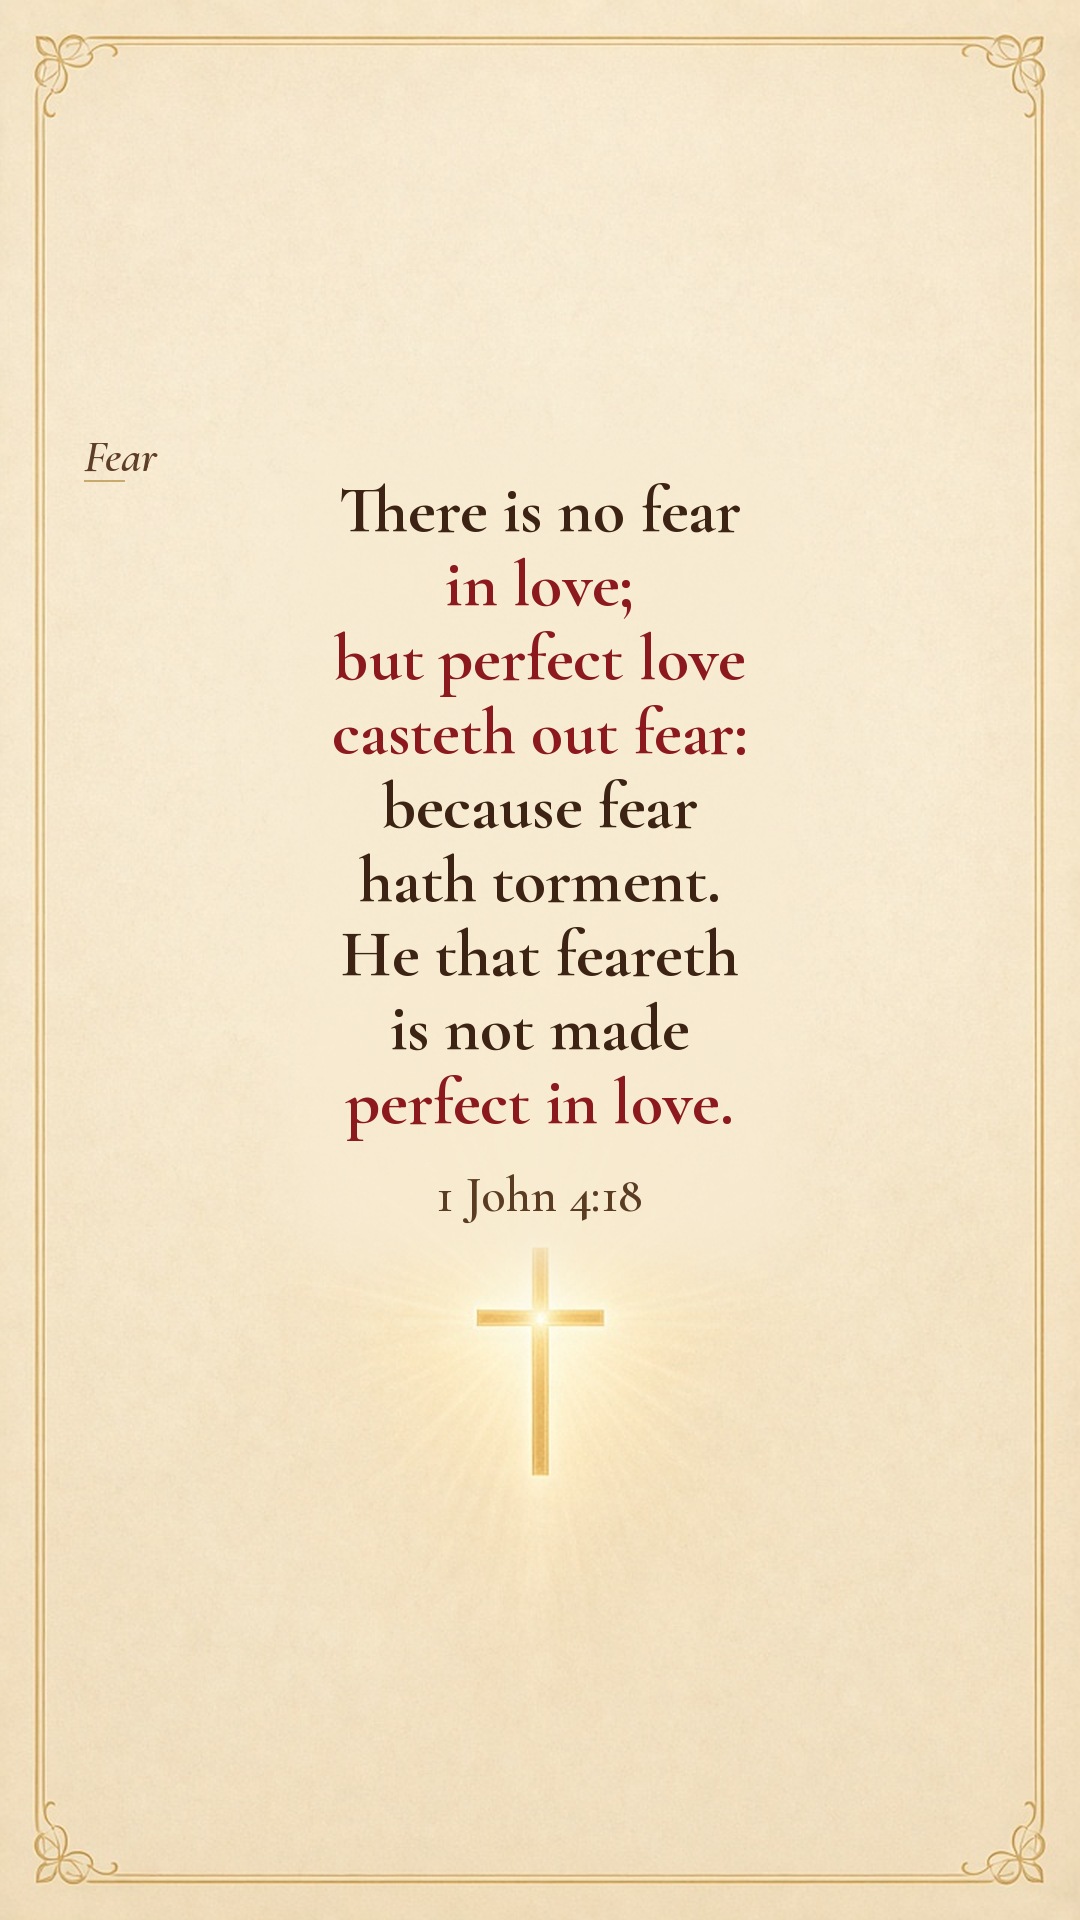 Fear
There is no fear
in love;
but perfect love
casteth out fear:
because fear
hath torment.
He that feareth
is not made
perfect in love.
1 John 4:18